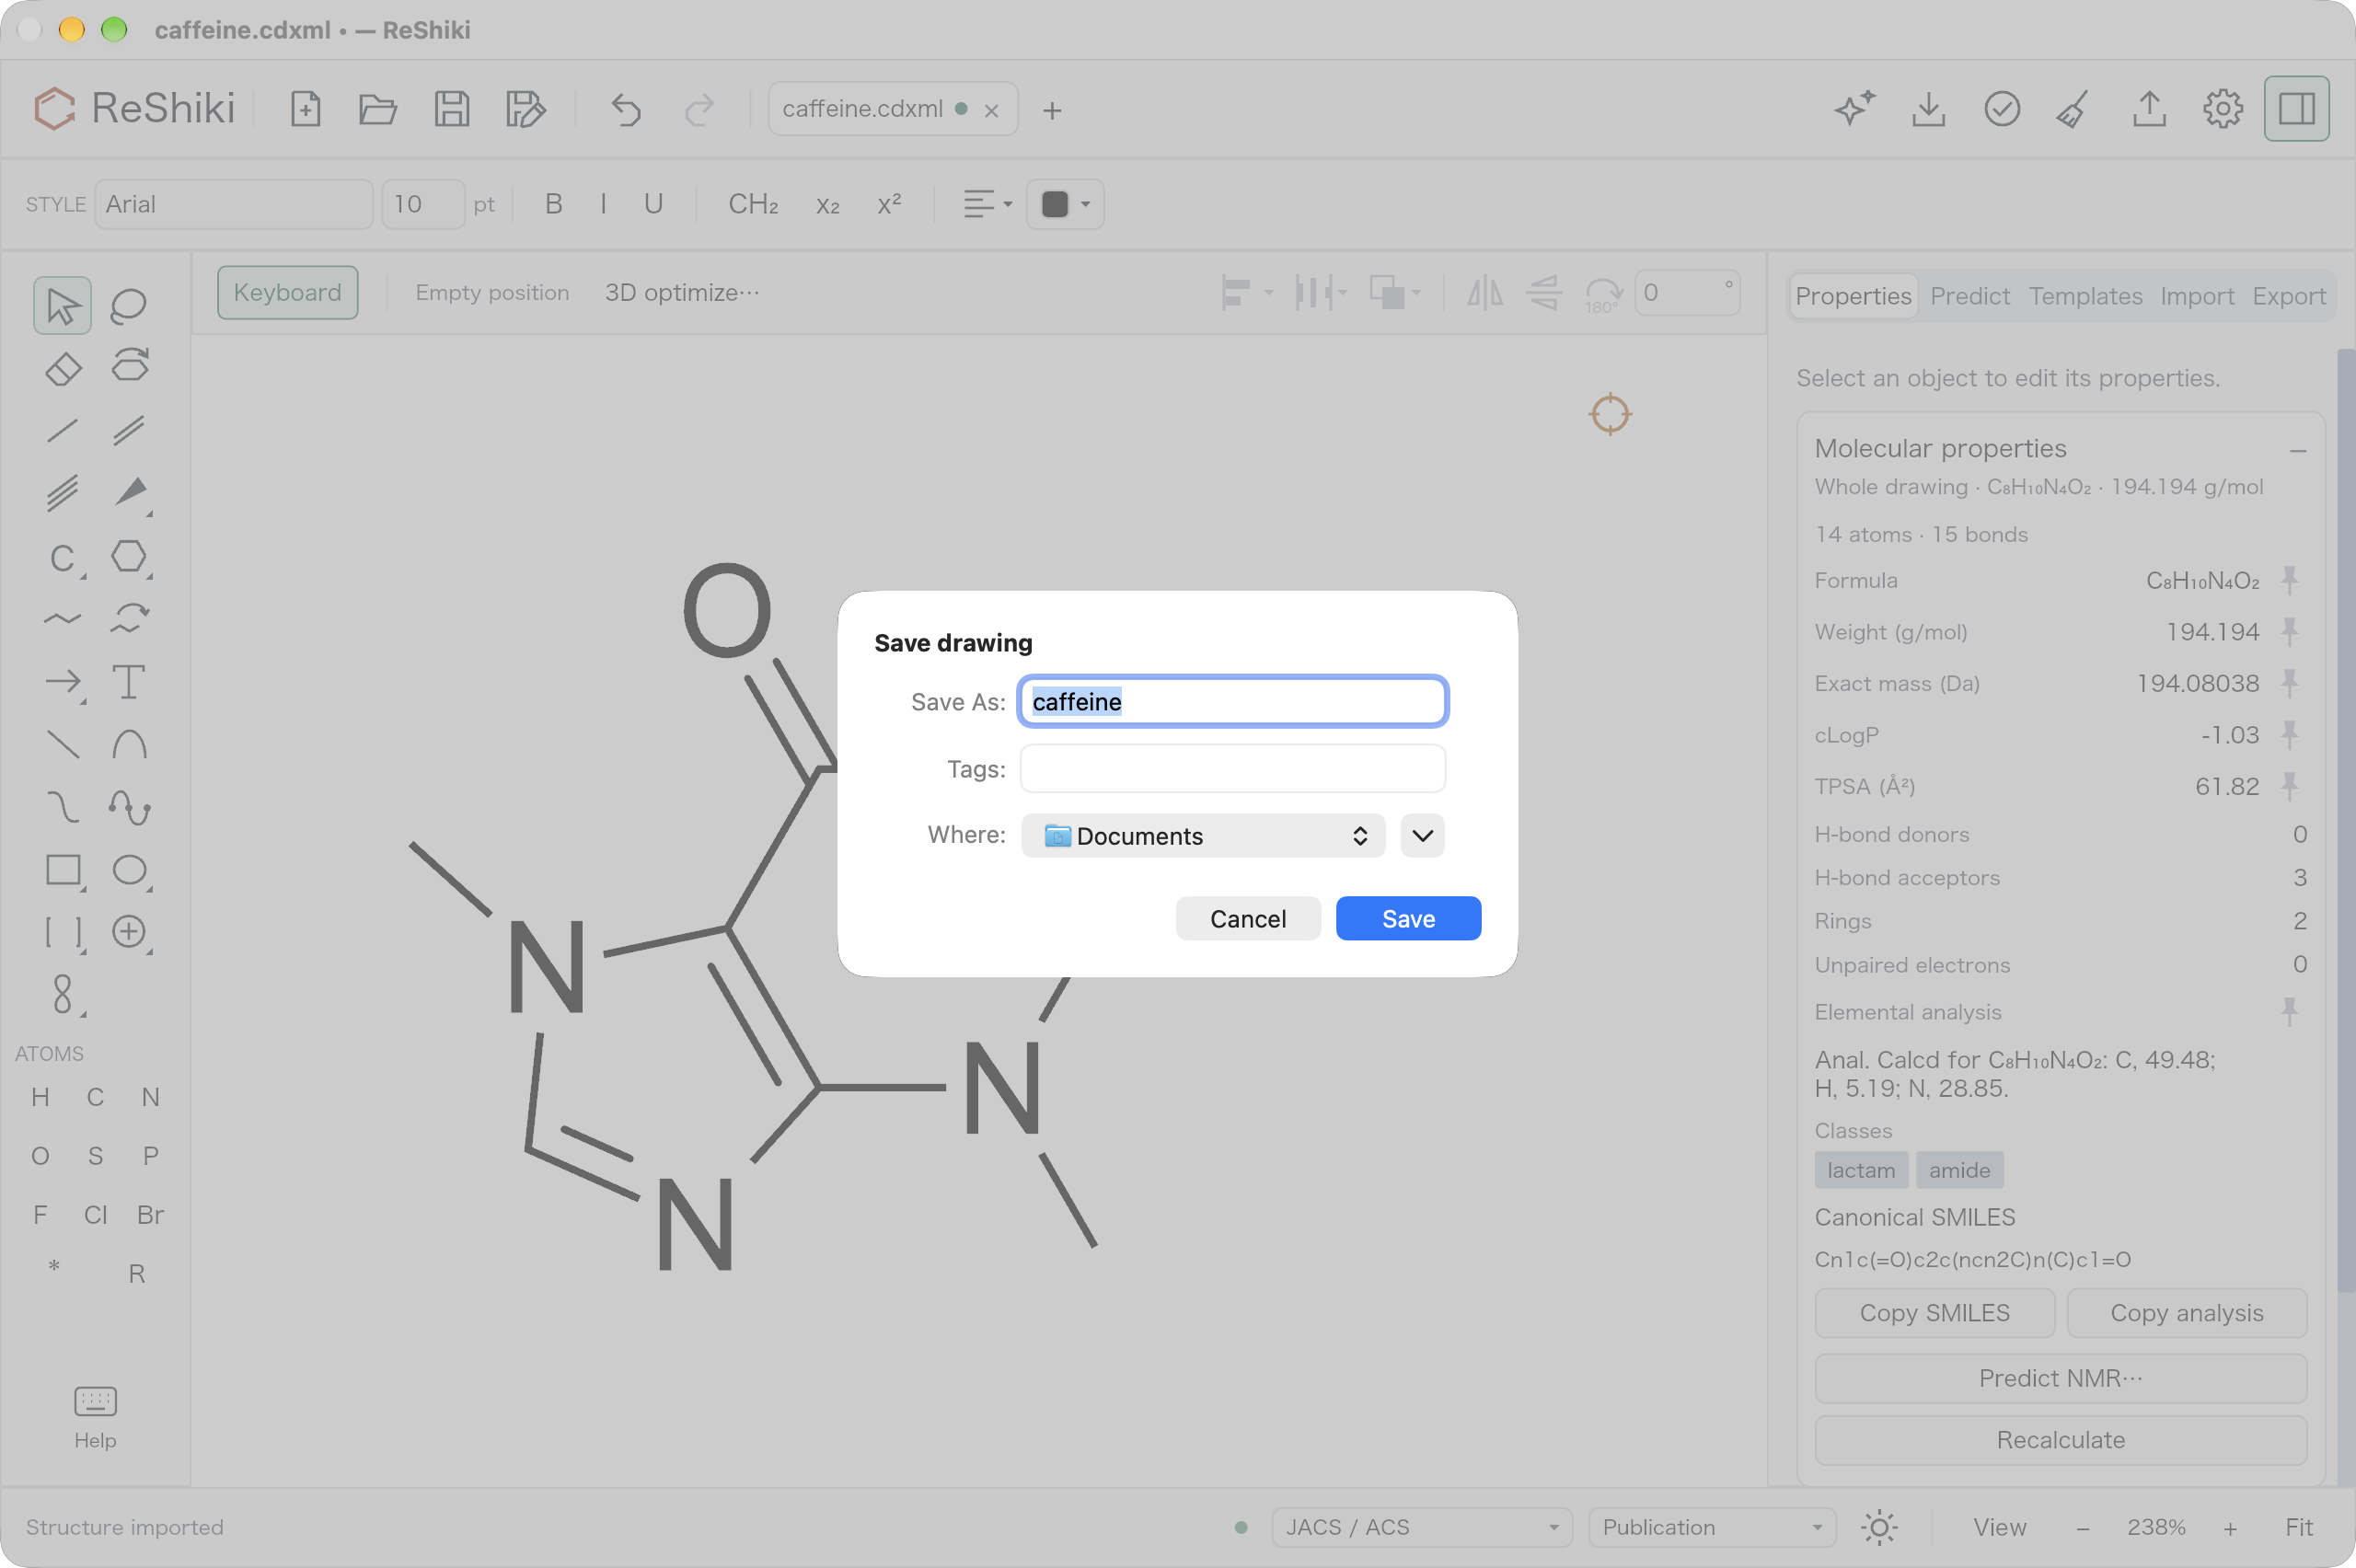 caffeine.cdxml • — ReShiki
ReShiki
caffeine.cdxml
STYLE Arial 10 pt B I U CH₂ x₂ x²
Keyboard Empty position 3D optimize… 180° 0 °
Properties Predict Templates Import Export
Select an object to edit its properties.
Molecular properties
Whole drawing · C₈H₁₀N₄O₂ · 194.194 g/mol
14 atoms · 15 bonds
Formula C₈H₁₀N₄O₂
Weight (g/mol) 194.194
Exact mass (Da) 194.08038
cLogP -1.03
TPSA (Å²) 61.82
H-bond donors 0
H-bond acceptors 3
Rings 2
Unpaired electrons 0
Elemental analysis
Anal. Calcd for C₈H₁₀N₄O₂: C, 49.48;
H, 5.19; N, 28.85.
Classes
lactam amide
Canonical SMILES
Cn1c(=O)c2c(ncn2C)n(C)c1=O
Copy SMILES Copy analysis
Predict NMR…
Recalculate
C
T
[ ]
ATOMS
H C N
O S P
F Cl Br
* R
Help
O
N
N
N
Save drawing
Save As: caffeine
Tags:
Where: Documents
Cancel Save
Structure imported
JACS / ACS Publication View − 238% + Fit